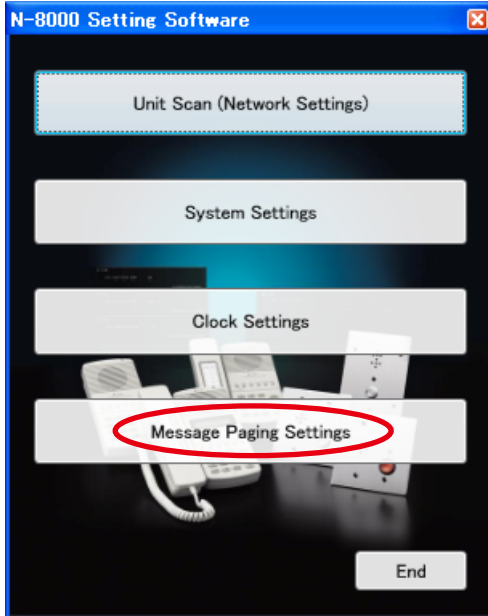 N-8000 Setting Software
Unit Scan (Network Settings)
System Settings
Clock Settings
Message Paging Settings
End